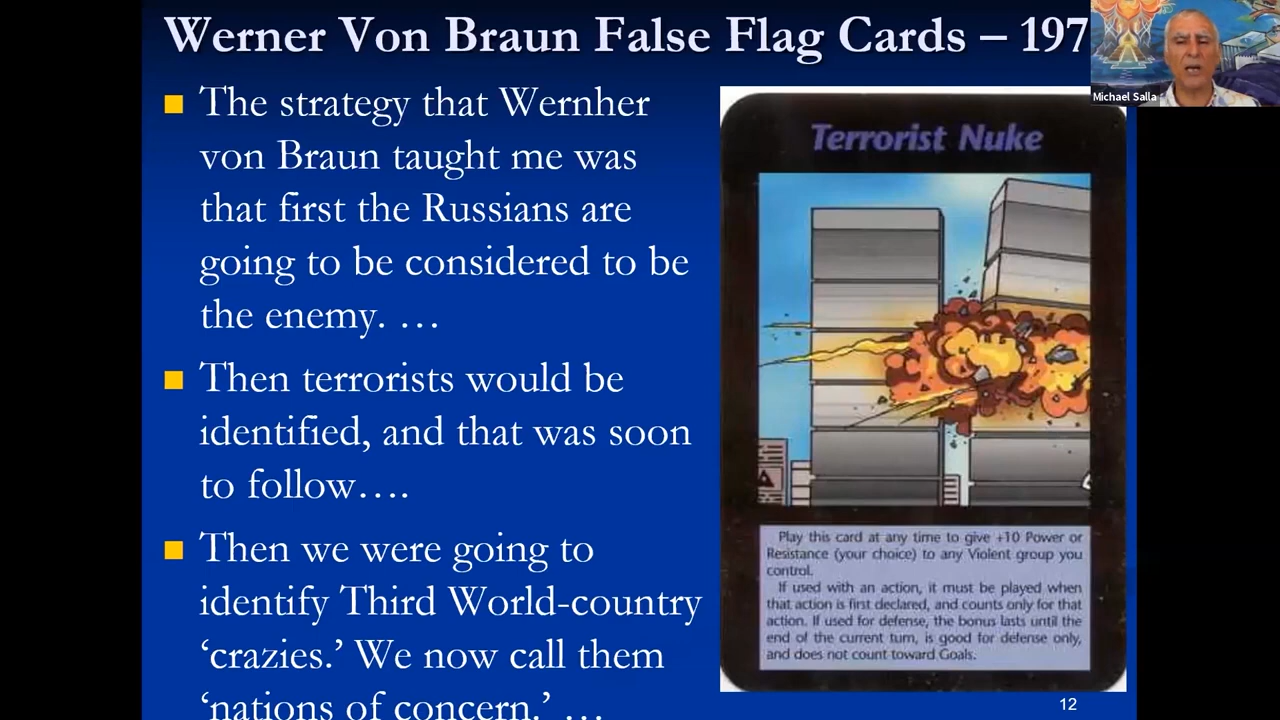 Werner Von Braun False Flag Cards – 197
Michael Salla
The strategy that Wernher
von Braun taught me was
that first the Russians are
going to be considered to be
the enemy. …
Then terrorists would be
identified, and that was soon
to follow….
Then we were going to
identify Third World-country
‘crazies.’ We now call them
‘nations of concern.’ …
Terrorist Nuke
Play this card at any time to give +10 Power or
Resistance (your choice) to any Violent group you
control.
If used with an action, it must be played when
that action is first declared, and counts only for that
action. If used for defense, the bonus lasts until the
end of the current turn, is good for defense only,
and does not count toward Goals.
12